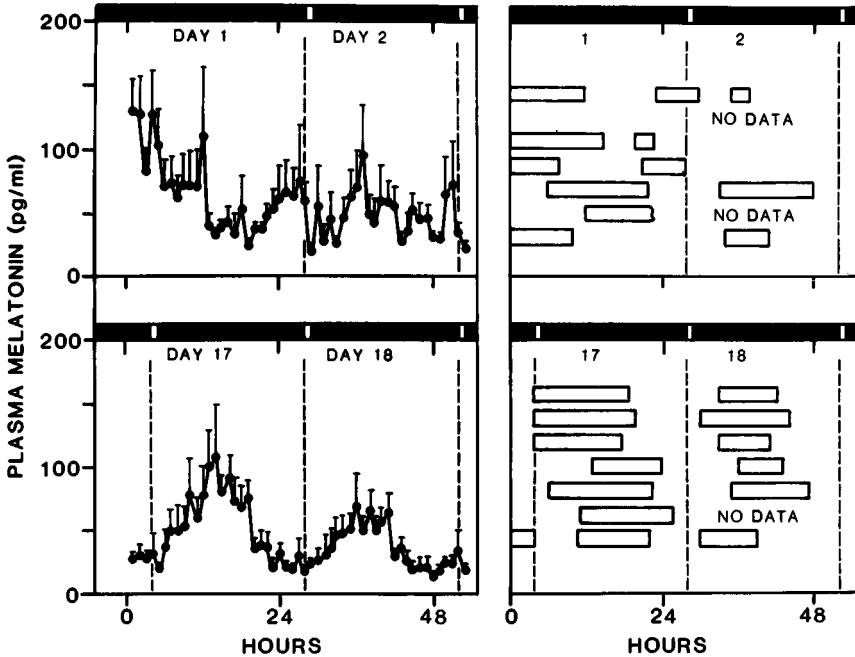 200
DAY 1 DAY 2
100
0
1 2
NO DATA
NO DATA
PLASMA MELATONIN (pg/ml)
200
DAY 17 DAY 18
100
0
0 24 48
HOURS
17 18
NO DATA
0 24 48
HOURS